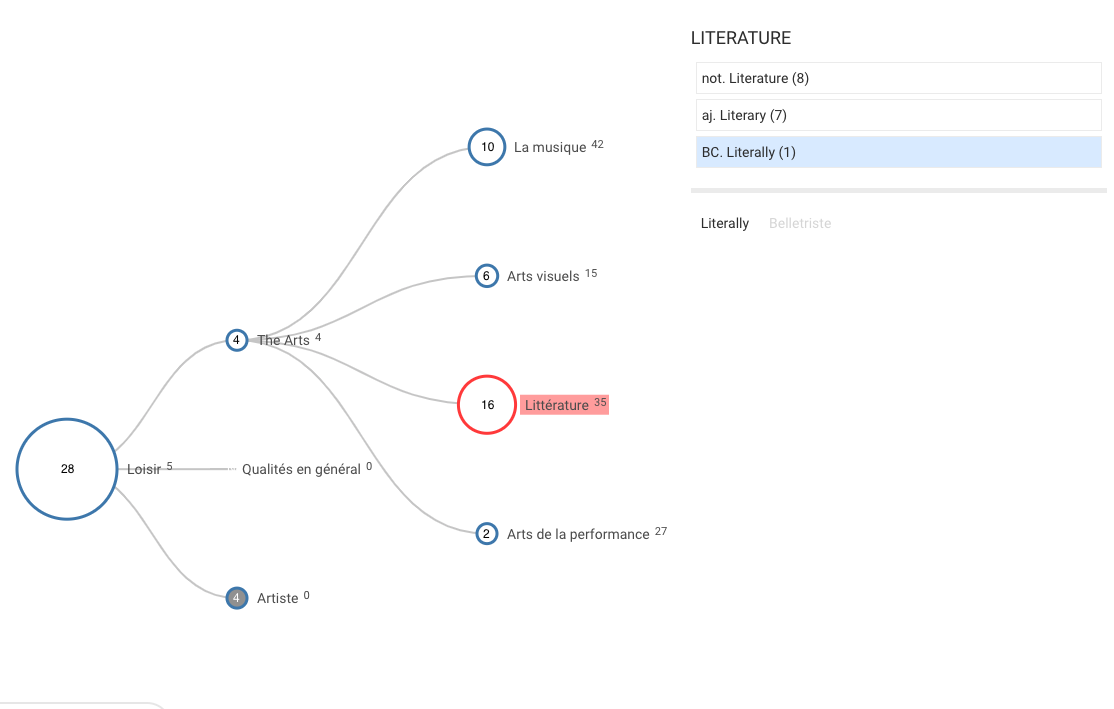 LITERATURE
not. Literature (8)
aj. Literary (7)
BC. Literally (1)
Literally Belletriste
10 La musique 42
6 Arts visuels 15
4 The Arts 4
16 Littérature 35
28 Loisir 5
Qualités en général 0
2 Arts de la performance 27
4 Artiste 0